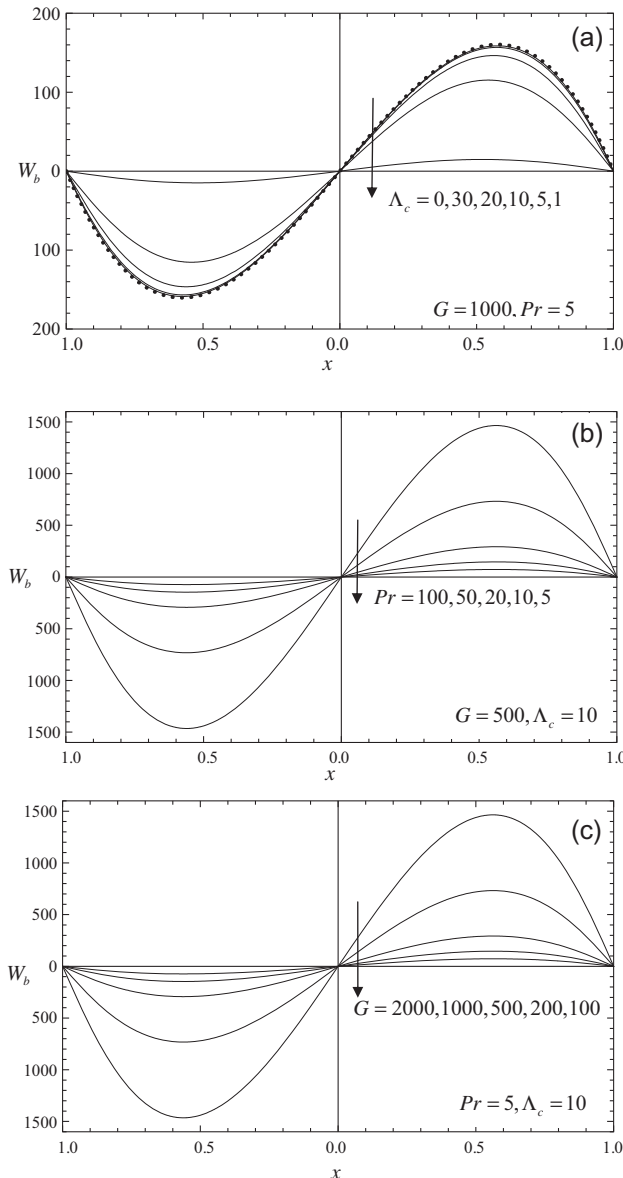 200
(a)
100
W_b
0
Λ_c = 0,30,20,10,5,1
100
G = 1000, Pr = 5
200
1.0 0.5 0.0 0.5 1.0
x
1500
(b)
1000
500
W_b
0
Pr = 100,50,20,10,5
500
1000
G = 500, Λ_c = 10
1500
1.0 0.5 0.0 0.5 1.0
x
1500
(c)
1000
500
W_b
0
G = 2000,1000,500,200,100
500
1000
Pr = 5, Λ_c = 10
1500
1.0 0.5 0.0 0.5 1.0
x